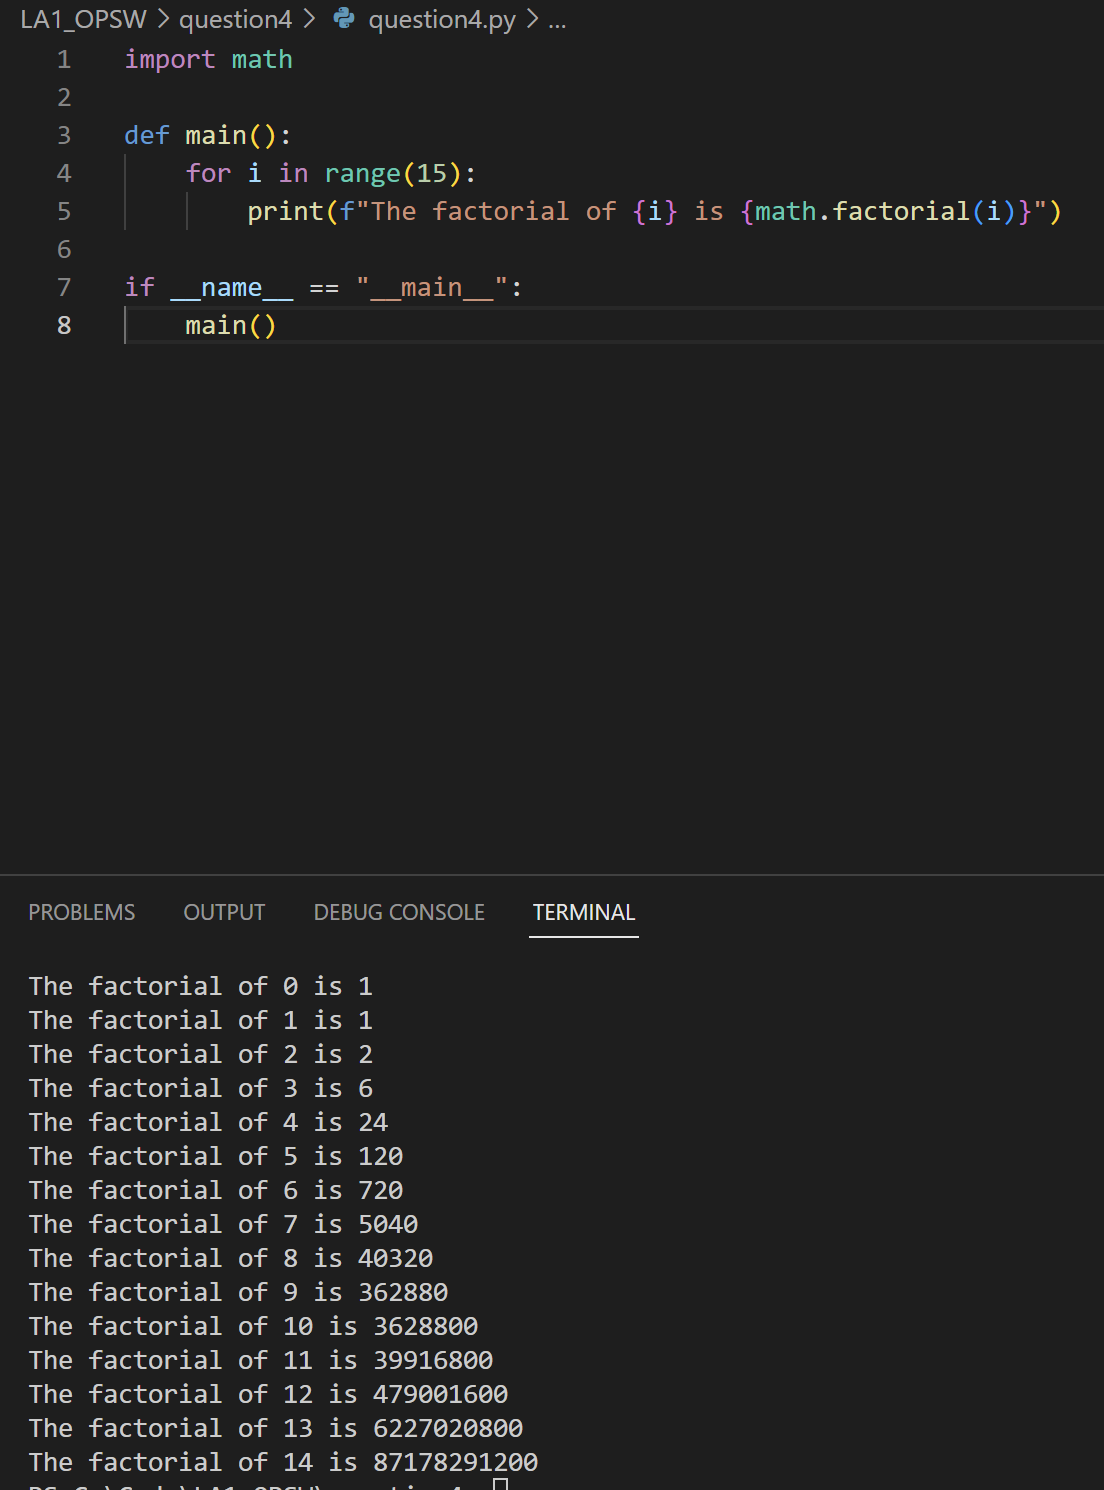 LA1_OPSW > question4 > question4.py > ...
1 import math
2
3 def main():
4     for i in range(15):
5         print(f"The factorial of {i} is {math.factorial(i)}")
6
7 if __name__ == "__main__":
8     main()
PROBLEMS OUTPUT DEBUG CONSOLE TERMINAL
The factorial of 0 is 1
The factorial of 1 is 1
The factorial of 2 is 2
The factorial of 3 is 6
The factorial of 4 is 24
The factorial of 5 is 120
The factorial of 6 is 720
The factorial of 7 is 5040
The factorial of 8 is 40320
The factorial of 9 is 362880
The factorial of 10 is 3628800
The factorial of 11 is 39916800
The factorial of 12 is 479001600
The factorial of 13 is 6227020800
The factorial of 14 is 87178291200